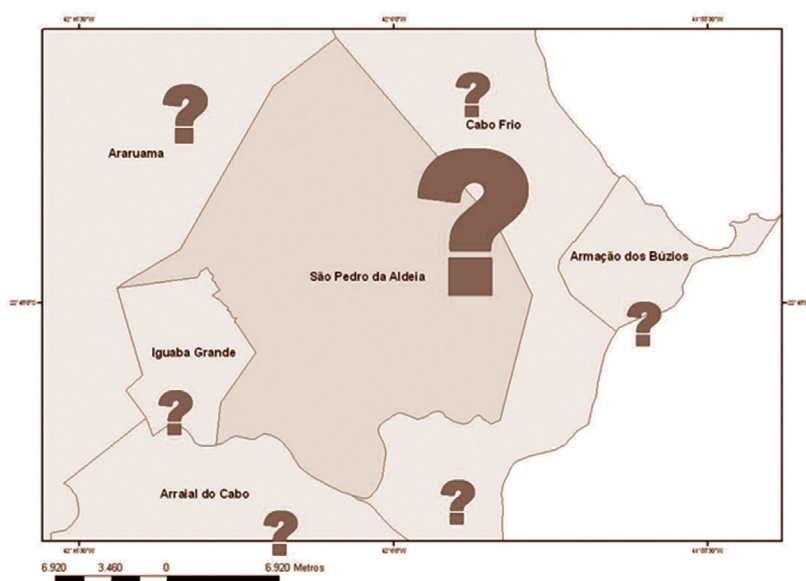 ?
?
Cabo Frio
Araruama
?
Armação dos Búzios
São Pedro da Aldeia
?
Iguaba Grande
?
Arraial do Cabo
?
?
6.920 3.460 0 6.920 Metros